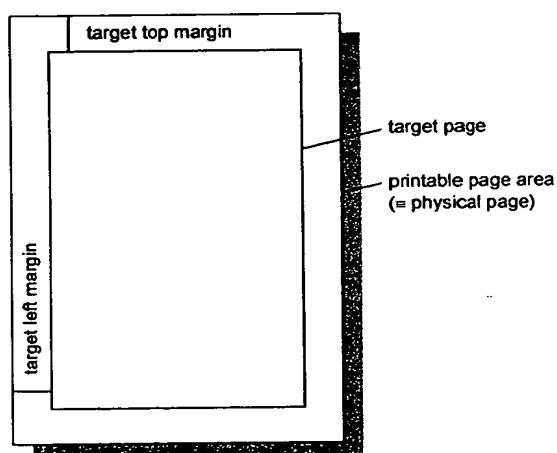 target top margin
target page
printable page area
(≡ physical page)
target left margin